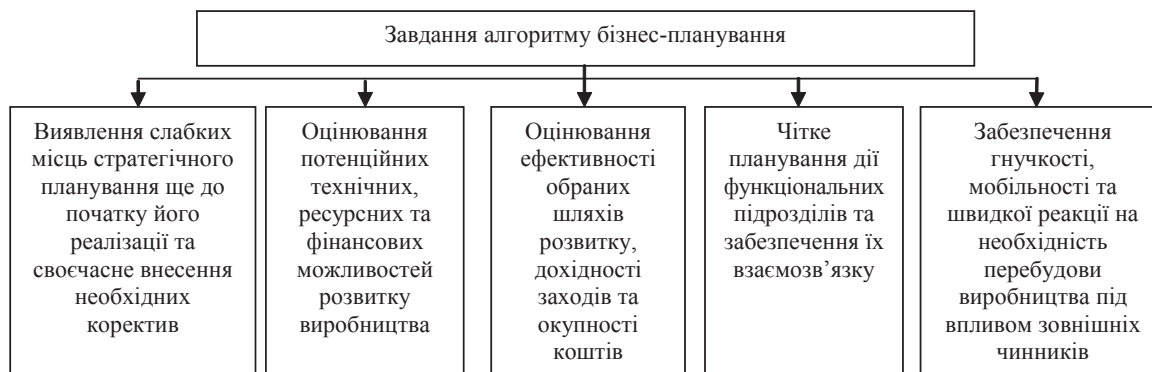 Завдання алгоритму бізнес-планування
Виявлення слабких
місць стратегічного
планування ще до
початку його
реалізації та
своєчасне внесення
необхідних
коректив
Оцінювання
потенційних
технічних,
ресурсних та
фінансових
можливостей
розвитку
виробництва
Оцінювання
ефективності
обраних
шляхів
розвитку,
дохідності
заходів та
окупності
коштів
Чітке
планування дії
функціональних
підрозділів та
забезпечення їх
взаємозв’язку
Забезпечення
гнучкості,
мобільності та
швидкої реакції на
необхідність
перебудови
виробництва під
впливом зовнішніх
чинників